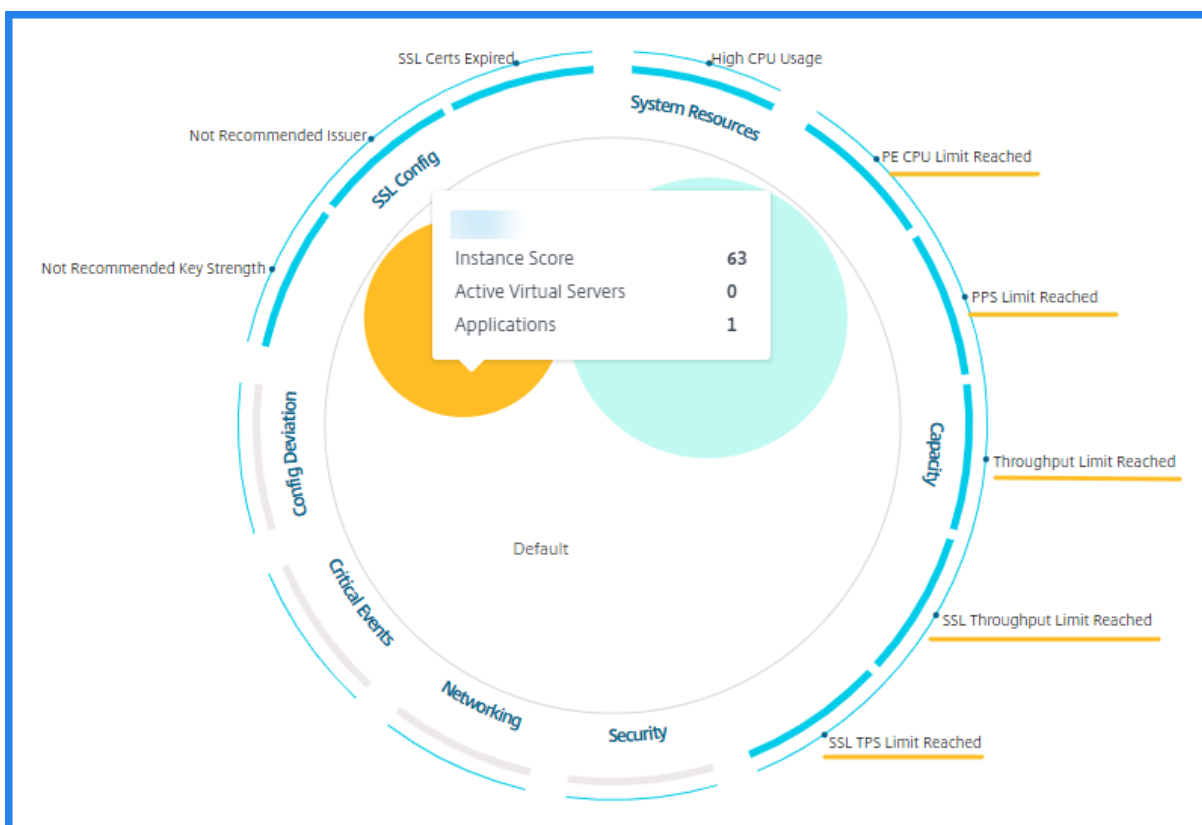 SSL Certs Expired
High CPU Usage
System Resources
Not Recommended Issuer
PE CPU Limit Reached
SSL Config
Instance Score 63
Not Recommended Key Strength
Active Virtual Servers 0
PPS Limit Reached
Applications 1
Config Deviation
Capacity
Throughput Limit Reached
Default
Critical Events
SSL Throughput Limit Reached
Networking
Security
SSL TPS Limit Reached